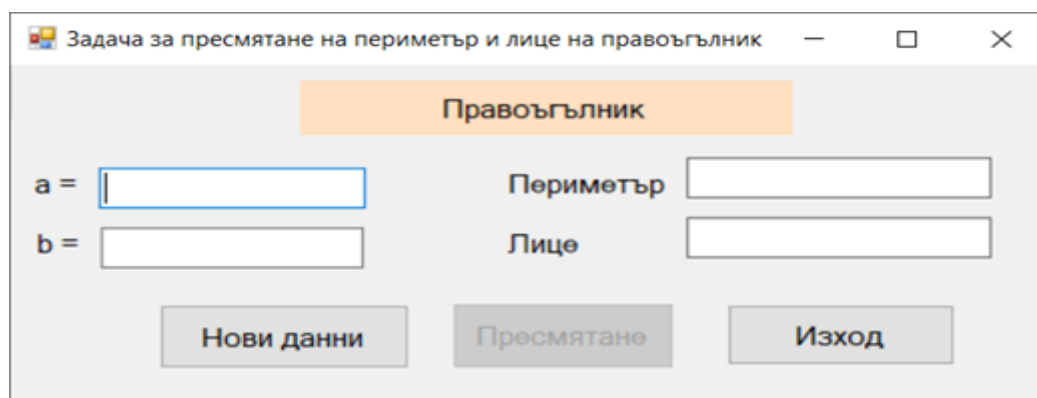 Задача за пресмятане на периметър и лице на правоъгълник
Правоъгълник
a =
Периметър
b =
Лице
Нови данни
Пресмятане
Изход